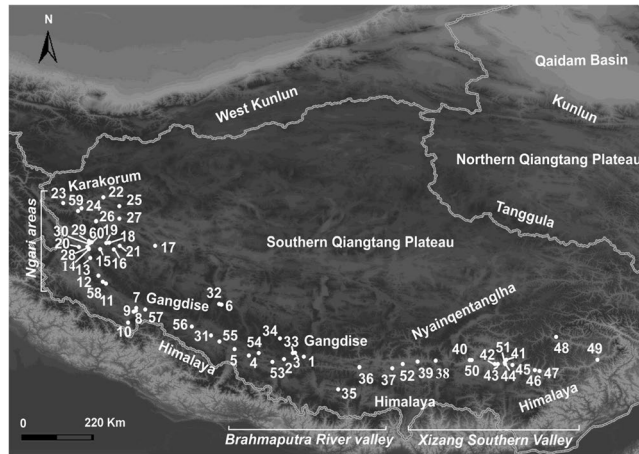 N
Qaidam Basin
West Kunlun
Kunlun
Northern Qiangtang Plateau
Karakorum
23 59 24 22 25
26 27
Tanggula
Ngari areas
30 29 60 19 18
20 28 14 13 15 16 21 17
Southern Qiangtang Plateau
12 58 11
Nyainqentanglha
7 Gangdise 32 6
9 8 57
10 56 31 55 54 34 33 Gangdise
5 4 53 2 3 1
40 42 51 41 48 49
36 37 52 39 38 50 43 44 45 46 47
35
Himalaya
Himalaya
Himalaya
0 220 Km
Brahmaputra River valley
Xizang Southern Valley